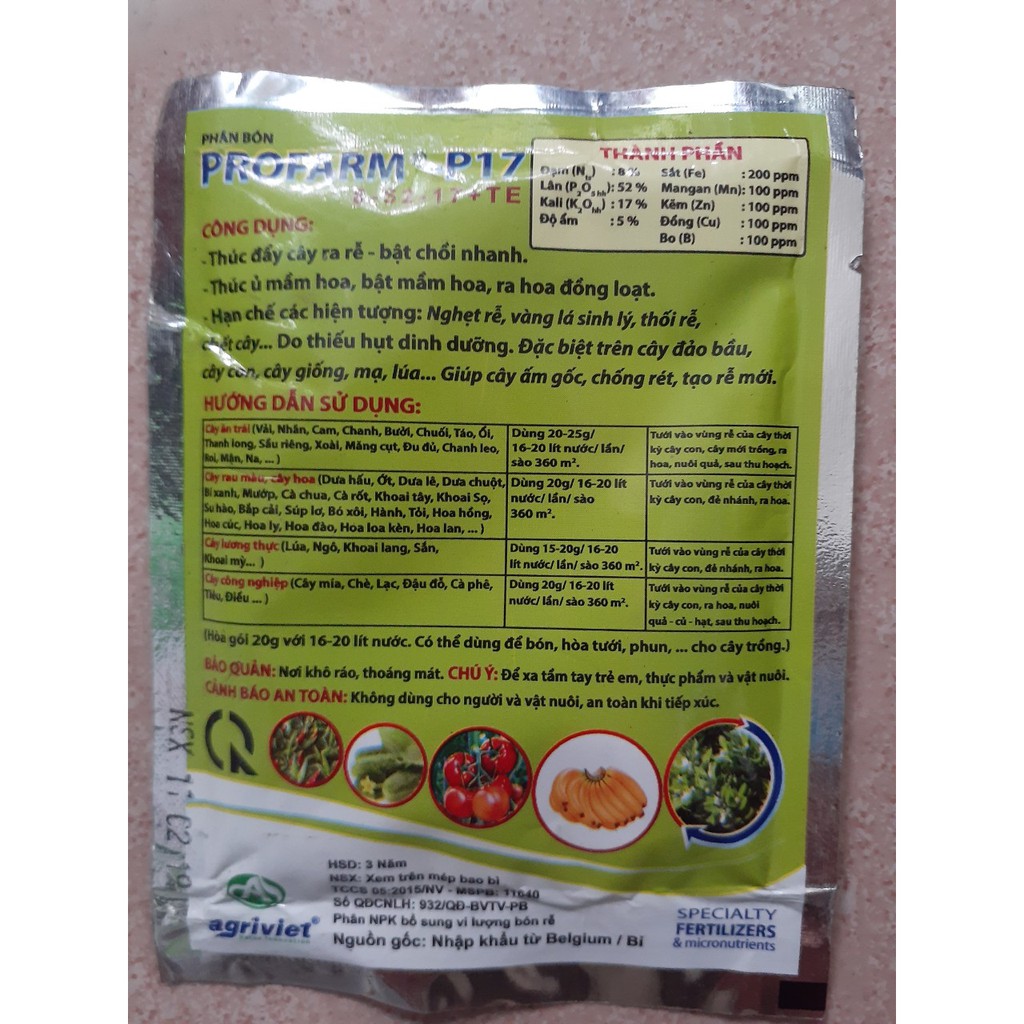 PHÂN BÓN
PROFARM® - P17
8-52-17+TE
THÀNH PHẦN
Đạm (Nts) : 8 %
Lân (P2O5 hh): 52 %
Kali (K2Ohh) : 17 %
Độ ẩm : 5 %
Sắt (Fe) : 200 ppm
Mangan (Mn): 100 ppm
Kẽm (Zn) : 100 ppm
Đồng (Cu) : 100 ppm
Bo (B) : 100 ppm
CÔNG DỤNG:
- Thúc đẩy cây ra rễ - bật chồi nhanh.
- Thúc ủ mầm hoa, bật mầm hoa, ra hoa đồng loạt.
- Hạn chế các hiện tượng: Nghẹt rễ, vàng lá sinh lý, thối rễ,
chết cây... Do thiếu hụt dinh dưỡng. Đặc biệt trên cây đảo bầu,
cây con, cây giống, mạ, lúa... Giúp cây ấm gốc, chống rét, tạo rễ mới.
HƯỚNG DẪN SỬ DỤNG:
Cây ăn trái (Vải, Nhãn, Cam, Chanh, Bưởi, Chuối, Táo, Ổi,
Thanh long, Sầu riêng, Xoài, Măng cụt, Đu đủ, Chanh leo,
Roi, Mận, Na, ... )
Dùng 20-25g/
16-20 lít nước/ lần/
sào 360 m².
Tưới vào vùng rễ của cây thời
kỳ cây con, cây mới trồng, ra
hoa, nuôi quả, sau thu hoạch.
Cây rau màu, cây hoa (Dưa hấu, Ớt, Dưa lê, Dưa chuột,
Bí xanh, Mướp, Cà chua, Cà rốt, Khoai tây, Khoai Sọ,
Su hào, Bắp cải, Súp lơ, Bó xôi, Hành, Tỏi, Hoa hồng,
Hoa cúc, Hoa ly, Hoa đào, Hoa loa kèn, Hoa lan, ... )
Dùng 20g/ 16-20 lít
nước/ lần/ sào
360 m².
Tưới vào vùng rễ của cây thời
kỳ cây con, đẻ nhánh, ra hoa.
Cây lương thực (Lúa, Ngô, Khoai lang, Sắn,
Khoai mỳ... )
Dùng 15-20g/ 16-20
lít nước/ lần/ sào 360 m².
Tưới vào vùng rễ của cây thời
kỳ cây con, đẻ nhánh, ra hoa.
Cây công nghiệp (Cây mía, Chè, Lạc, Đậu đỗ, Cà phê,
Tiêu, Điều ... )
Dùng 20g/ 16-20 lít
nước/ lần/ sào 360 m².
Tưới vào vùng rễ của cây thời
kỳ cây con, ra hoa, nuôi
quả - củ - hạt, sau thu hoạch.
(Hòa gói 20g với 16-20 lít nước. Có thể dùng để bón, hòa tưới, phun, ... cho cây trồng.)
BẢO QUẢN: Nơi khô ráo, thoáng mát. CHÚ Ý: Để xa tầm tay trẻ em, thực phẩm và vật nuôi.
CẢNH BÁO AN TOÀN: Không dùng cho người và vật nuôi, an toàn khi tiếp xúc.
NSX 11 02 19
HSD: 3 Năm
NSX: Xem trên mép bao bì
TCCS 05:2015/NV - MSPB: 11640
Số QĐCNLH: 932/QĐ-BVTV-PB
Phân NPK bổ sung vi lượng bón rễ
Nguồn gốc: Nhập khẩu từ Belgium / Bỉ
agriviet®
SPECIALTY
FERTILIZERS
& micronutrients